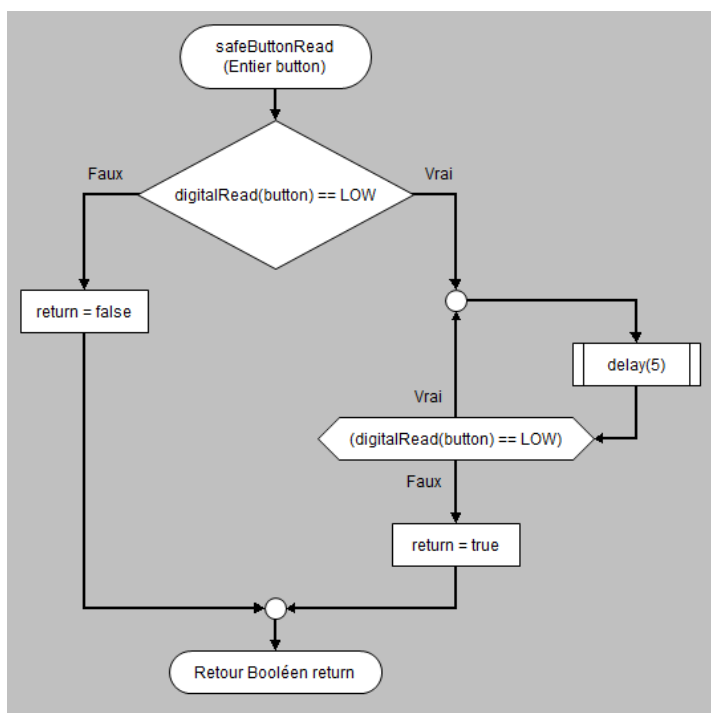 safeButtonRead
(Entier button)
Faux
Vrai
digitalRead(button) == LOW
return = false
delay(5)
Vrai
(digitalRead(button) == LOW)
Faux
return = true
Retour Booléen return